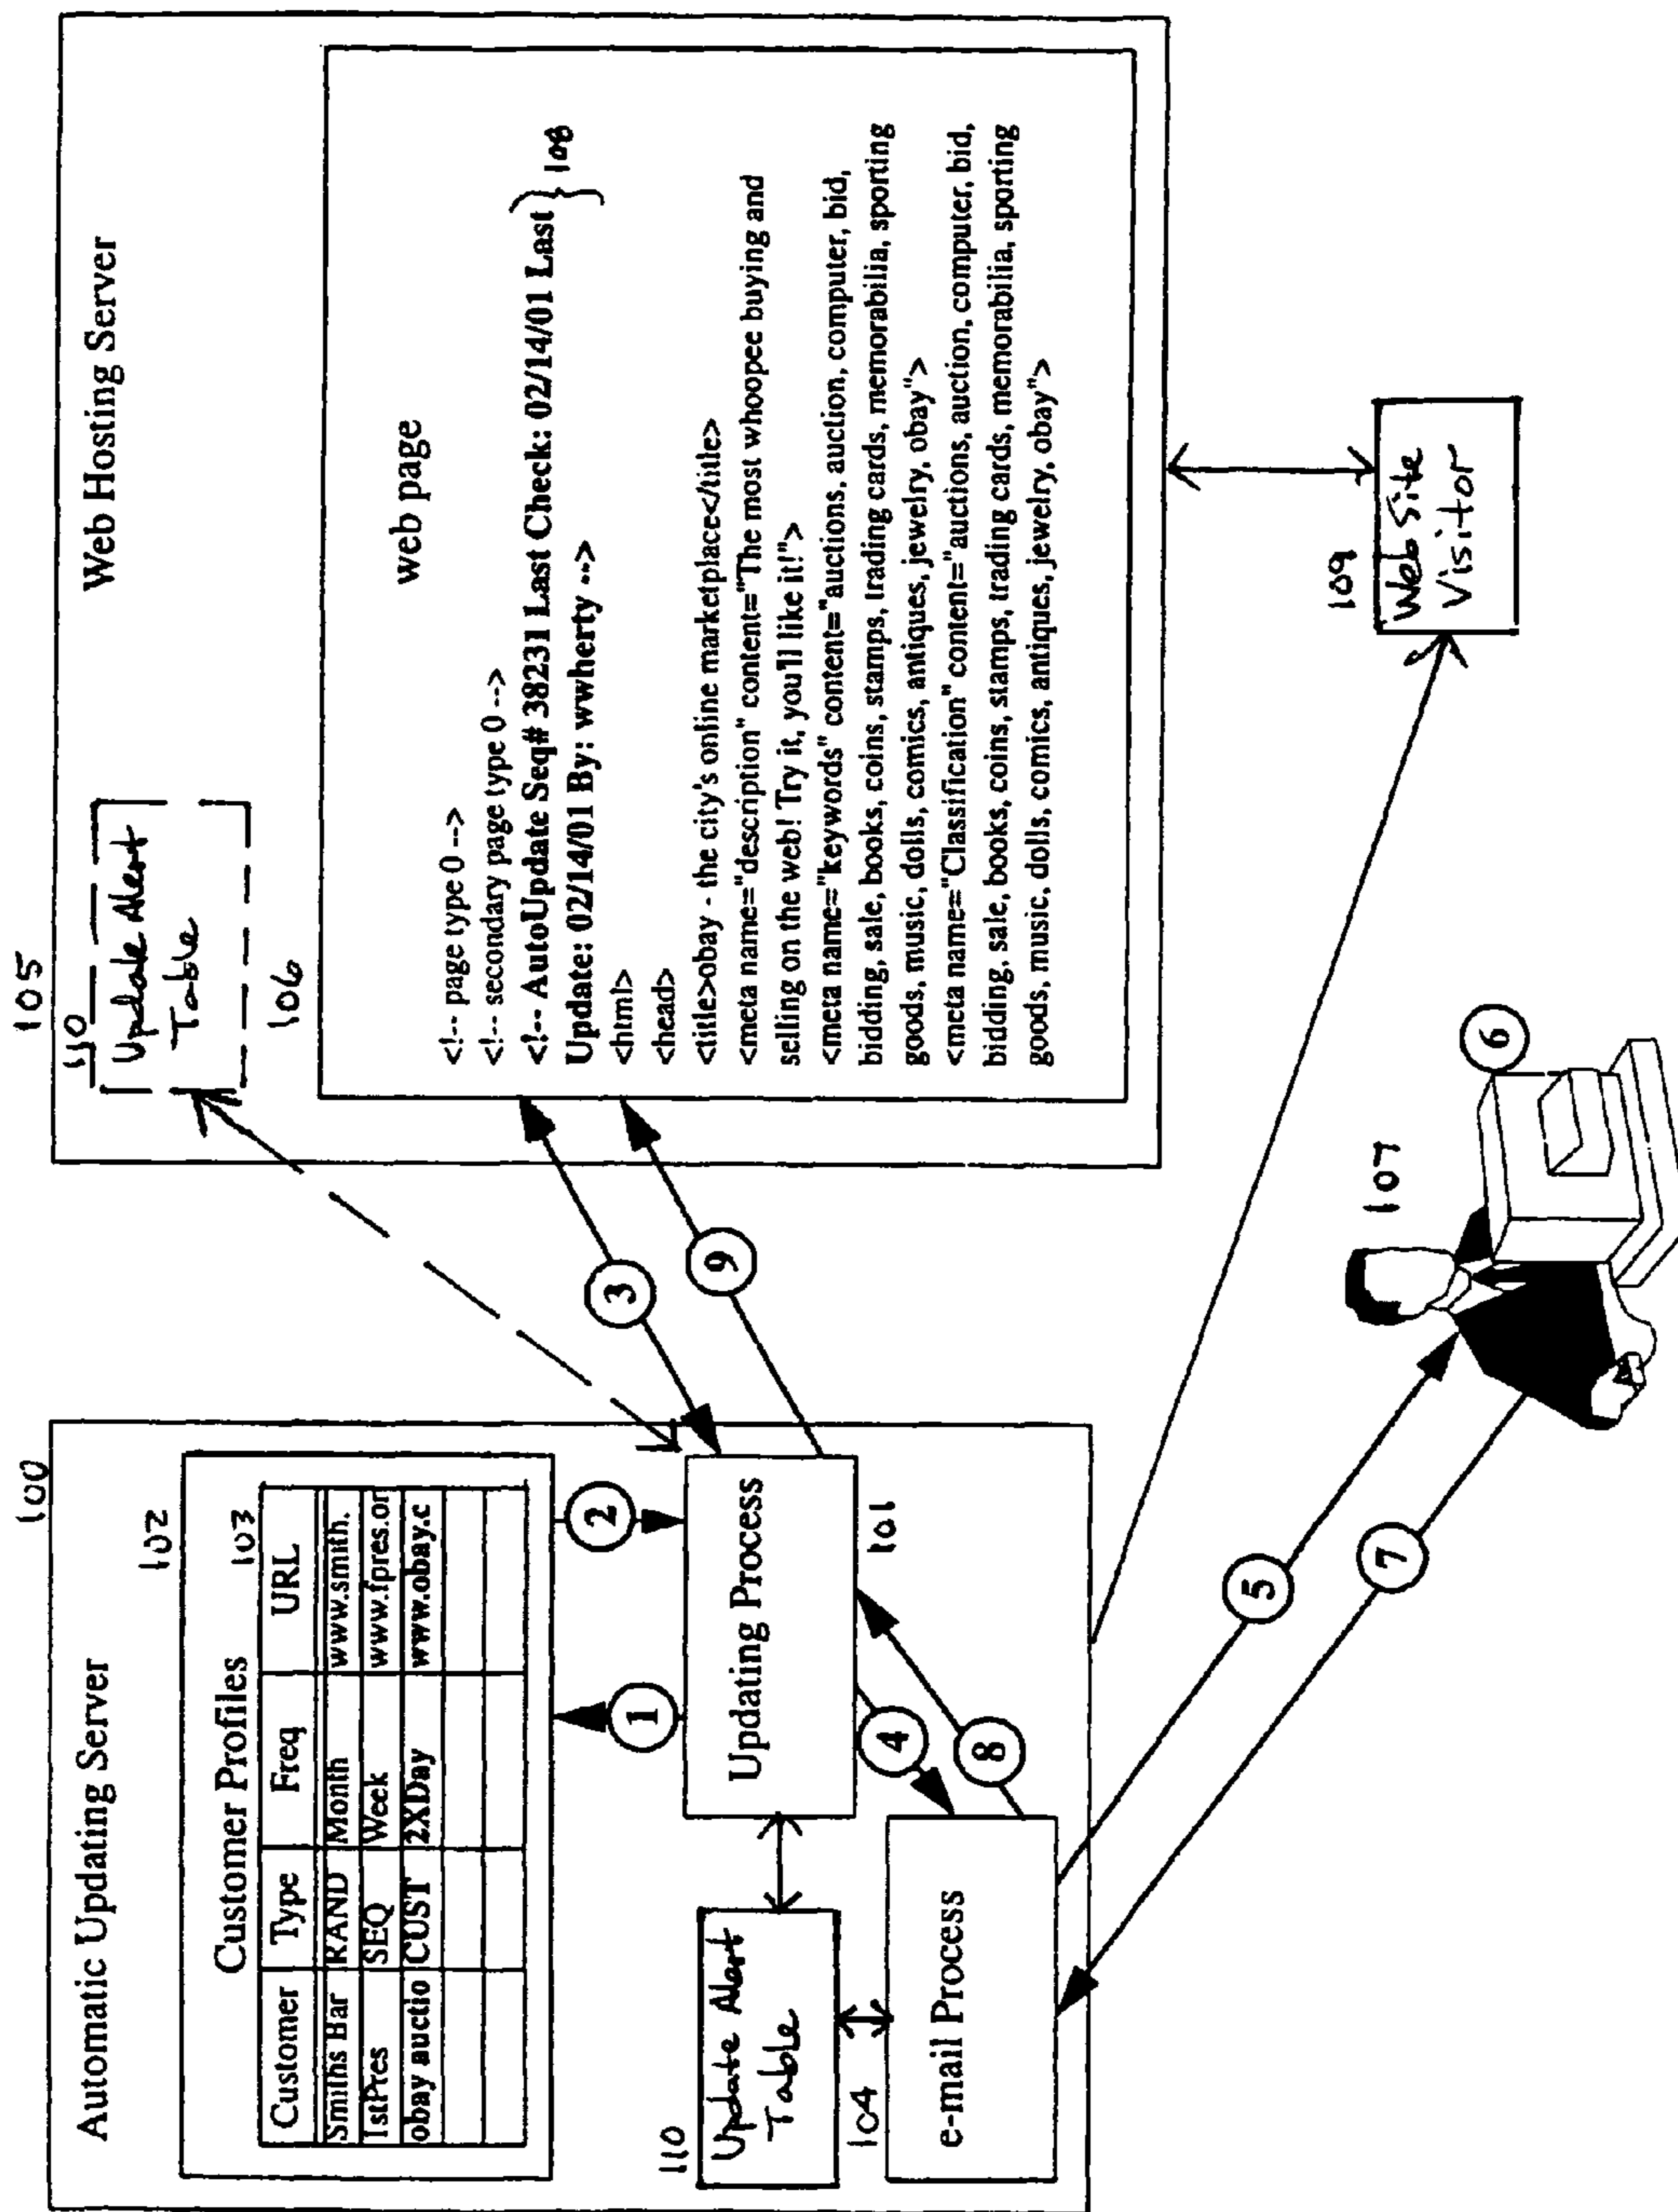 100
Automatic Updating Server
102
Customer Profiles
103
Customer Type Freq URL
Smiths Bar RAND Month www.smith.
1stPres SEQ Week www.fpres.or
obay auctio CUST 2XDay www.obay.c
1
2
110
Update Alert
Table
Updating Process
101
104
4
8
e-mail Process
3
9
5
7
105
Web Hosting Server
110
Update Alert
Table
106
web page
<!-- page type 0 -->
<!-- secondary page type 0 -->
<!-- AutoUpdate Seq# 38231 Last Check: 02/14/01 Last
Update: 02/14/01 By: wwherty -->
108
<html>
<head>
<title>obay - the city's online marketplace</title>
<meta name="description" content="The most whoopee buying and
selling on the web! Try it, you'll like it!">
<meta name="keywords" content="auctions, auction, computer, bid,
bidding, sale, books, coins, stamps, trading cards, memorabilia, sporting
goods, music, dolls, comics, antiques, jewelry, obay">
<meta name="Classification" content="auctions, auction, computer, bid,
bidding, sale, books, coins, stamps, trading cards, memorabilia, sporting
goods, music, dolls, comics, antiques, jewelry, obay">
109
Web Site
Visitor
107
6